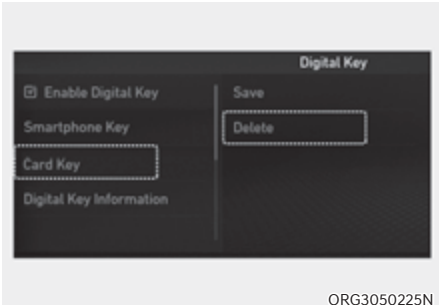 Digital Key
Enable Digital Key
Save
Smartphone Key
Delete
Card Key
Digital Key Information
ORG3050225N